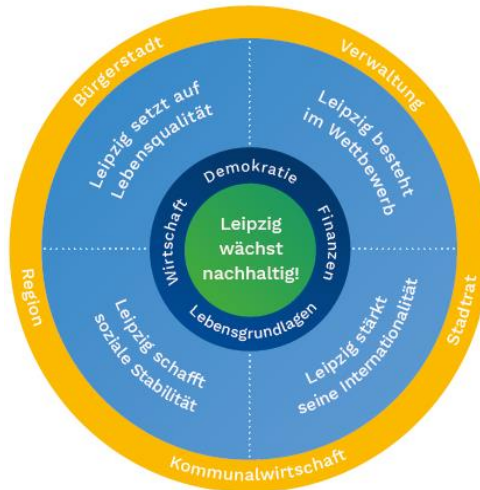 Bürgerstadt
Verwaltung
Leipzig setzt auf
Lebensqualität
Leipzig besteht
im Wettbewerb
Demokratie
Wirtschaft
Finanzen
Leipzig
wächst
nachhaltig!
Lebensgrundlagen
Region
Stadtrat
Leipzig schafft
soziale Stabilität
Leipzig stärkt
seine Internationalität
Kommunalwirtschaft